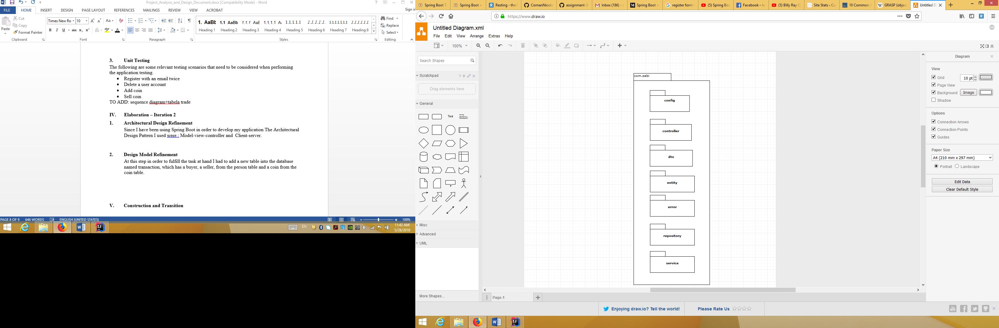 Project_Analysis_and_Design_Document.docx [Compatibility Mode] - Word
FILE HOME INSERT DESIGN PAGE LAYOUT REFERENCES MAILINGS REVIEW VIEW ACROBAT
Sign in
Paste
Cut
Copy
Format Painter
Clipboard
Times New Ro 10
Font
Paragraph
1. AaBb 1.1 AaBb 1.1.1 AaE 1.1.1.1 Aa 1.1.1.1.1 1.1.1.1.1. 1.1.1.1.1.1.1 1.1.1.1.1.1.
Heading 1 Heading 2 Heading 3 Heading 4 Heading 5 Heading 6 Heading 7 Heading 8
Styles
Find
Replace
Select
Editing
3. Unit Testing
The following are some relevant testing scenarios that need to be considered when performing
the application testing.
• Register with an email twice
• Delete a user account
• Add coin
• Sell coin
TO ADD: sequence diagram+tabela trade
IV. Elaboration – Iteration 2
1. Architectural Design Refinement
Since I have been using Spring Boot in order to develop my application The Architectural
Design Pattern I used were : Model-view-controller and Client-server.
2. Design Model Refinement
At this step in order to fulfill the task at hand I had to add a new table into the database
named transaction, which has a buyer, a seller, from the person table and a coin from the
coin table.
V. Construction and Transition
PAGE 8 OF 9 646 WORDS ENGLISH (UNITED STATES) 100%
EN
11:42 AM
5/28/2018
Spring Boot T Spring Boot + Resting - the F ComanNicola assignment-3 Inbox (186) - s Spring Boot + register form t (5) Spring Boo Facebook – Io (5) Billy Ray C Site Stats ‹ Cu 10 Common S GRASP (objec Untitled Di
https://www.draw.io
Untitled Diagram.xml
File Edit View Arrange Extras Help
100%
Search Shapes
Scratchpad
Drag elements here
General
Text
Heading
Misc
Advanced
UML
More Shapes...
com.sebi
config
controller
dto
entity
error
repository
service
Page-1
Diagram
View
Grid 10 pt
Page View
Background Image
Shadow
Options
Connection Arrows
Connection Points
Guides
Paper Size
A4 (210 mm x 297 mm)
Portrait Landscape
Edit Data
Clear Default Style
Enjoying draw.io? Tell the world!
Please Rate Us